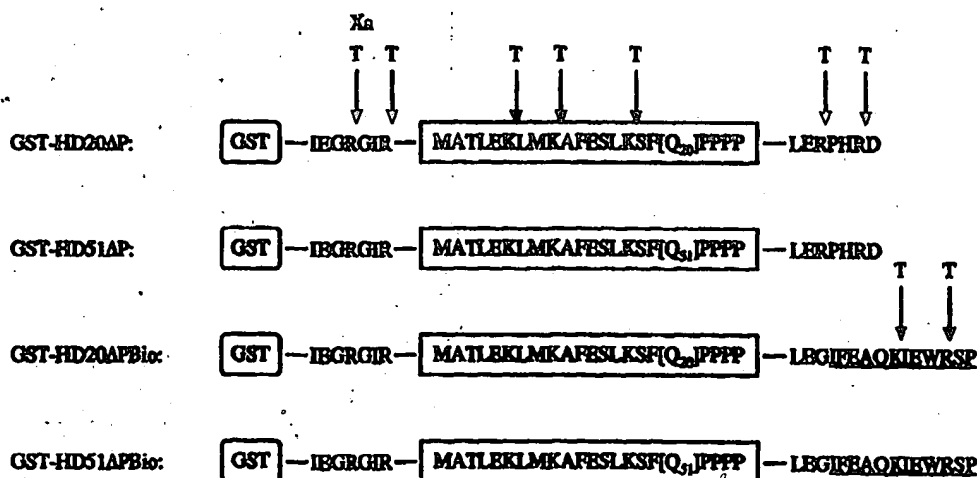 Xa
T T T T T T T
GST-HD20ΔP: GST IEGRGIR MATLEKLMKAFESLKSF[Q20]PPPP LERPHRD
GST-HD51ΔP: GST IEGRGIR MATLEKLMKAFESLKSF[Q51]PPPP LERPHRD
T T
GST-HD20ΔPBio: GST IEGRGIR MATLEKLMKAFESLKSF[Q20]PPPP LEGIFEAQKIEWRSP
GST-HD51ΔPBio: GST IEGRGIR MATLEKLMKAFESLKSF[Q51]PPPP LEGIFEAQKIEWRSP